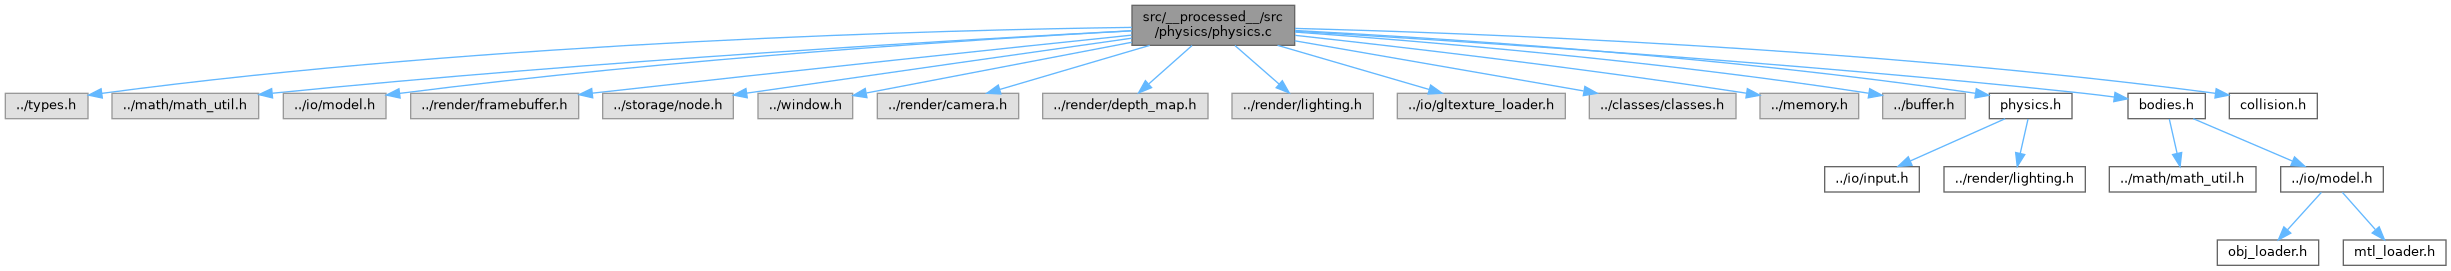 src/__processed__/src
/physics/physics.c
../types.h
../math/math_util.h
../io/model.h
../render/framebuffer.h
../storage/node.h
../window.h
../render/camera.h
../render/depth_map.h
../render/lighting.h
../io/gltexture_loader.h
../classes/classes.h
../memory.h
../buffer.h
physics.h
bodies.h
collision.h
../io/input.h
../render/lighting.h
../math/math_util.h
../io/model.h
obj_loader.h
mtl_loader.h